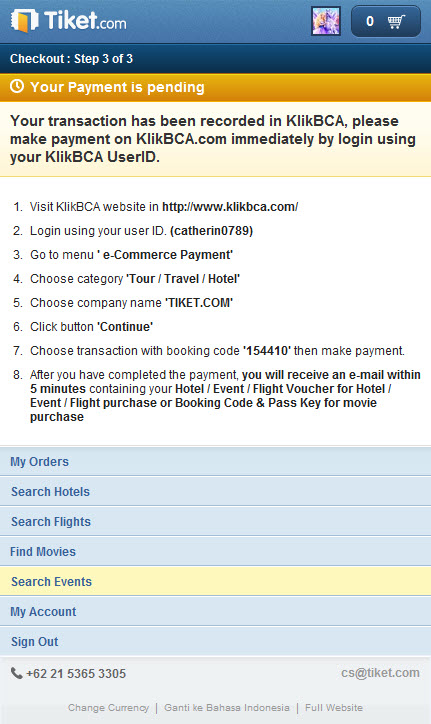 Tiket.com
0
Checkout : Step 3 of 3
Your Payment is pending
Your transaction has been recorded in KlikBCA, please
make payment on KlikBCA.com immediately by login using
your KlikBCA UserID.
1. Visit KlikBCA website in http://www.klikbca.com/
2. Login using your user ID. (catherin0789)
3. Go to menu ' e-Commerce Payment'
4. Choose category 'Tour / Travel / Hotel'
5. Choose company name 'TIKET.COM'
6. Click button 'Continue'
7. Choose transaction with booking code '154410' then make payment.
8. After you have completed the payment, you will receive an e-mail within
5 minutes containing your Hotel / Event / Flight Voucher for Hotel /
Event / Flight purchase or Booking Code & Pass Key for movie
purchase
My Orders
Search Hotels
Search Flights
Find Movies
Search Events
My Account
Sign Out
+62 21 5365 3305 cs@tiket.com
Change Currency | Ganti ke Bahasa Indonesia | Full Website